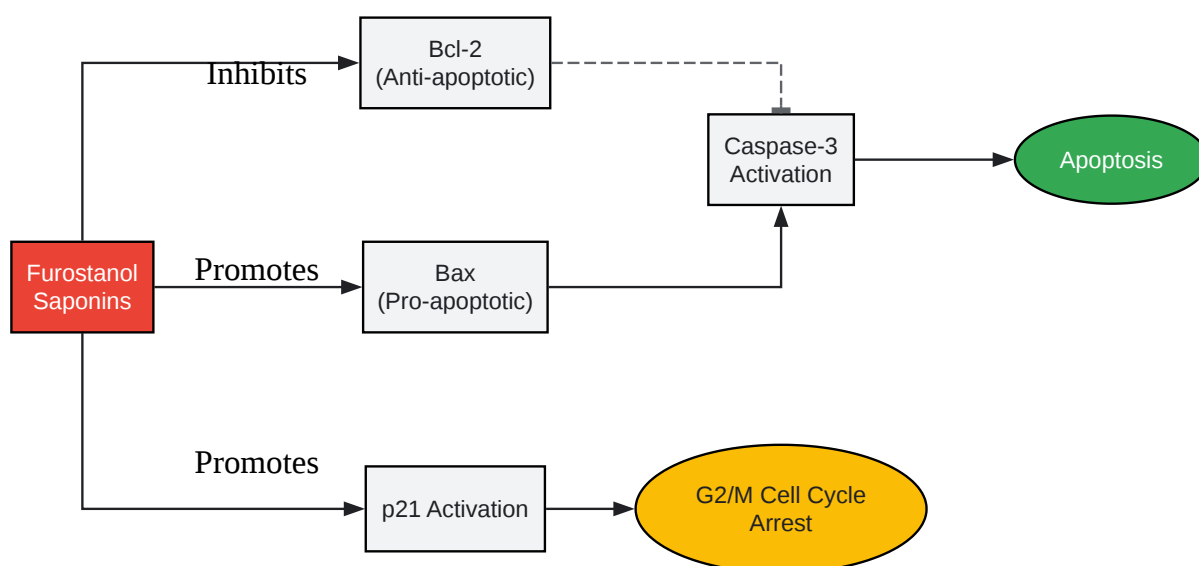 Bcl-2
(Anti-apoptotic)
Inhibits
Caspase-3
Activation
Apoptosis
Furostanol
Saponins
Promotes
Bax
(Pro-apoptotic)
Promotes
p21 Activation
G2/M Cell Cycle
Arrest